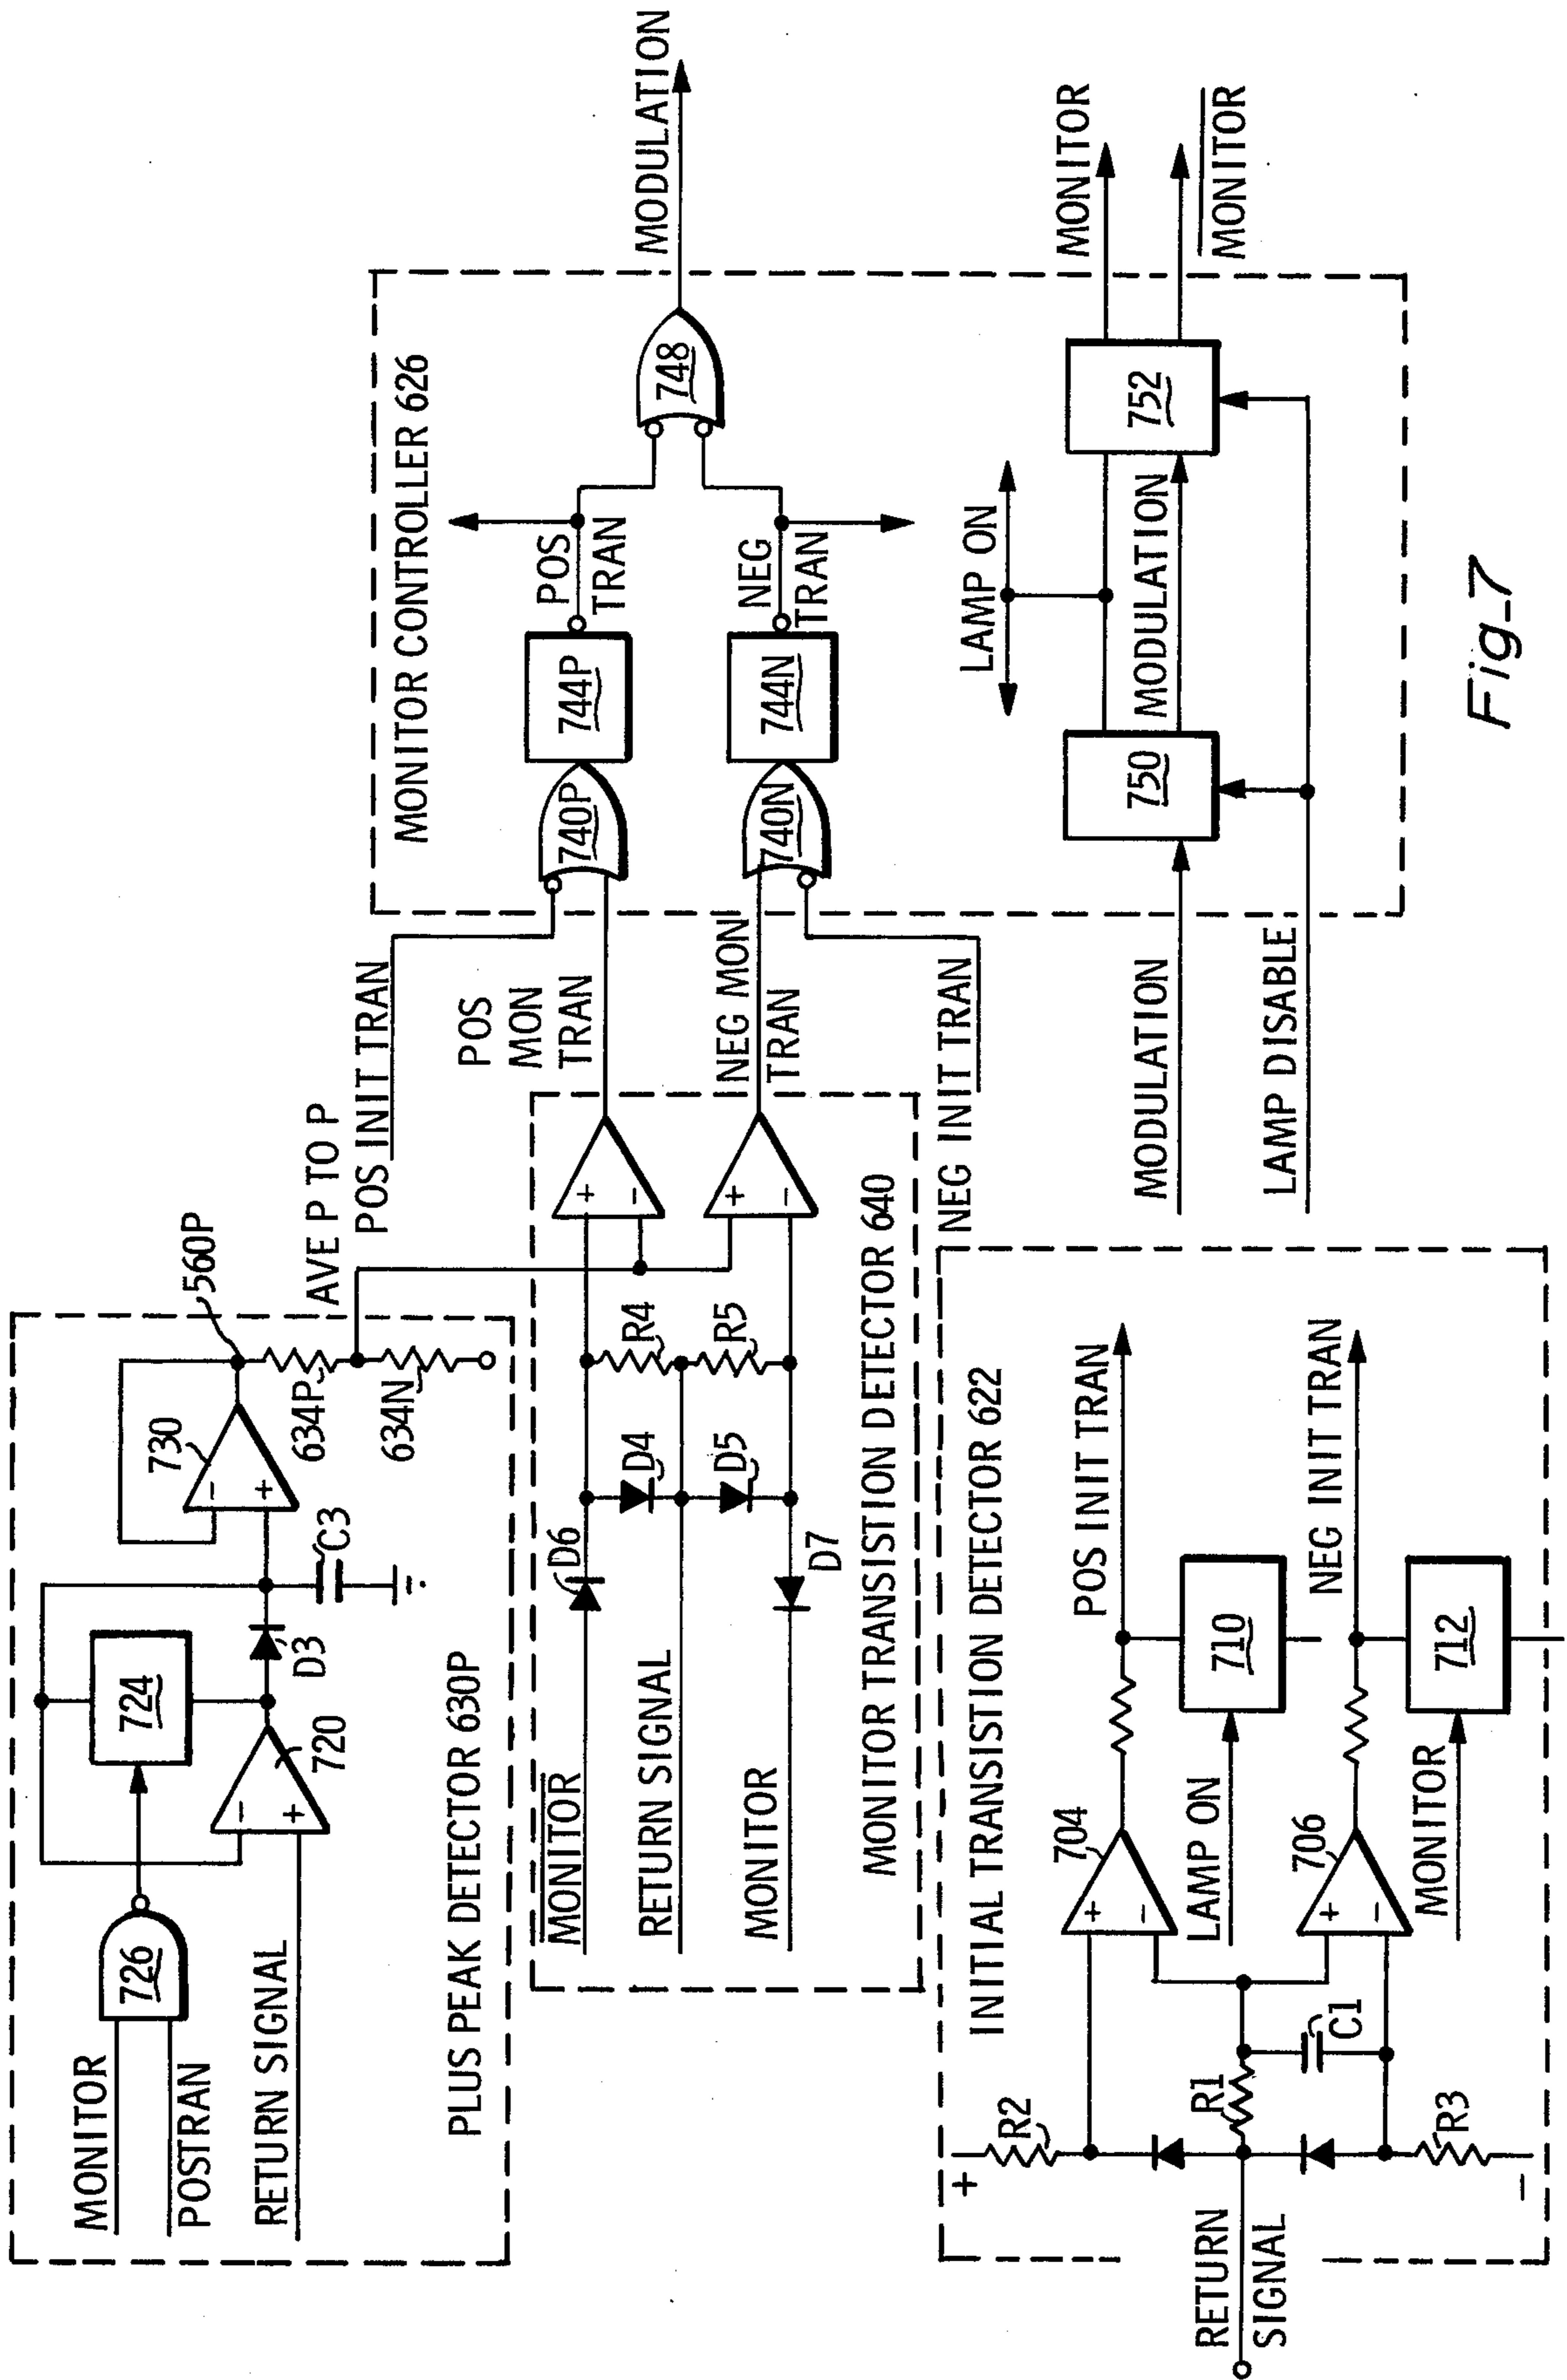 MONITOR
POSTRAN
RETURN SIGNAL
726
724
720
D3
C3
730
560P
634P
634N
PLUS PEAK DETECTOR 630P
AVE P TO P
POS INIT TRAN
MONITOR
RETURN SIGNAL
MONITOR
D6
D7
D4
D5
R4
R5
+
-
+
-
MONITOR TRANSISTION DETECTOR 640
POS
MON
TRAN
NEG MON
TRAN
NEG INIT TRAN
MONITOR CONTROLLER 626
740P
744P
POS
TRAN
740N
744N
NEG
TRAN
748
MODULATION
RETURN
SIGNAL
+
R2
R1
C1
R3
-
704
706
+
-
+
-
LAMP ON
710
MONITOR
712
POS INIT TRAN
NEG INIT TRAN
INITIAL TRANSISTION DETECTOR 622
MODULATION
LAMP DISABLE
750
LAMP ON
MODULATION
752
MONITOR
MONITOR
Fig_7